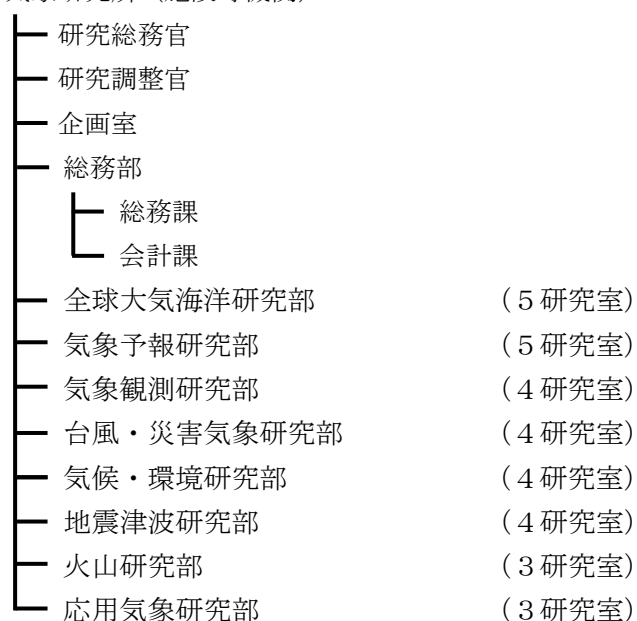 研究総務官
研究調整官
企画室
総務部
総務課
会計課
全球大気海洋研究部 (5研究室)
気象予報研究部 (5研究室)
気象観測研究部 (4研究室)
台風・災害気象研究部 (4研究室)
気候・環境研究部 (4研究室)
地震津波研究部 (4研究室)
火山研究部 (3研究室)
応用気象研究部 (3研究室)